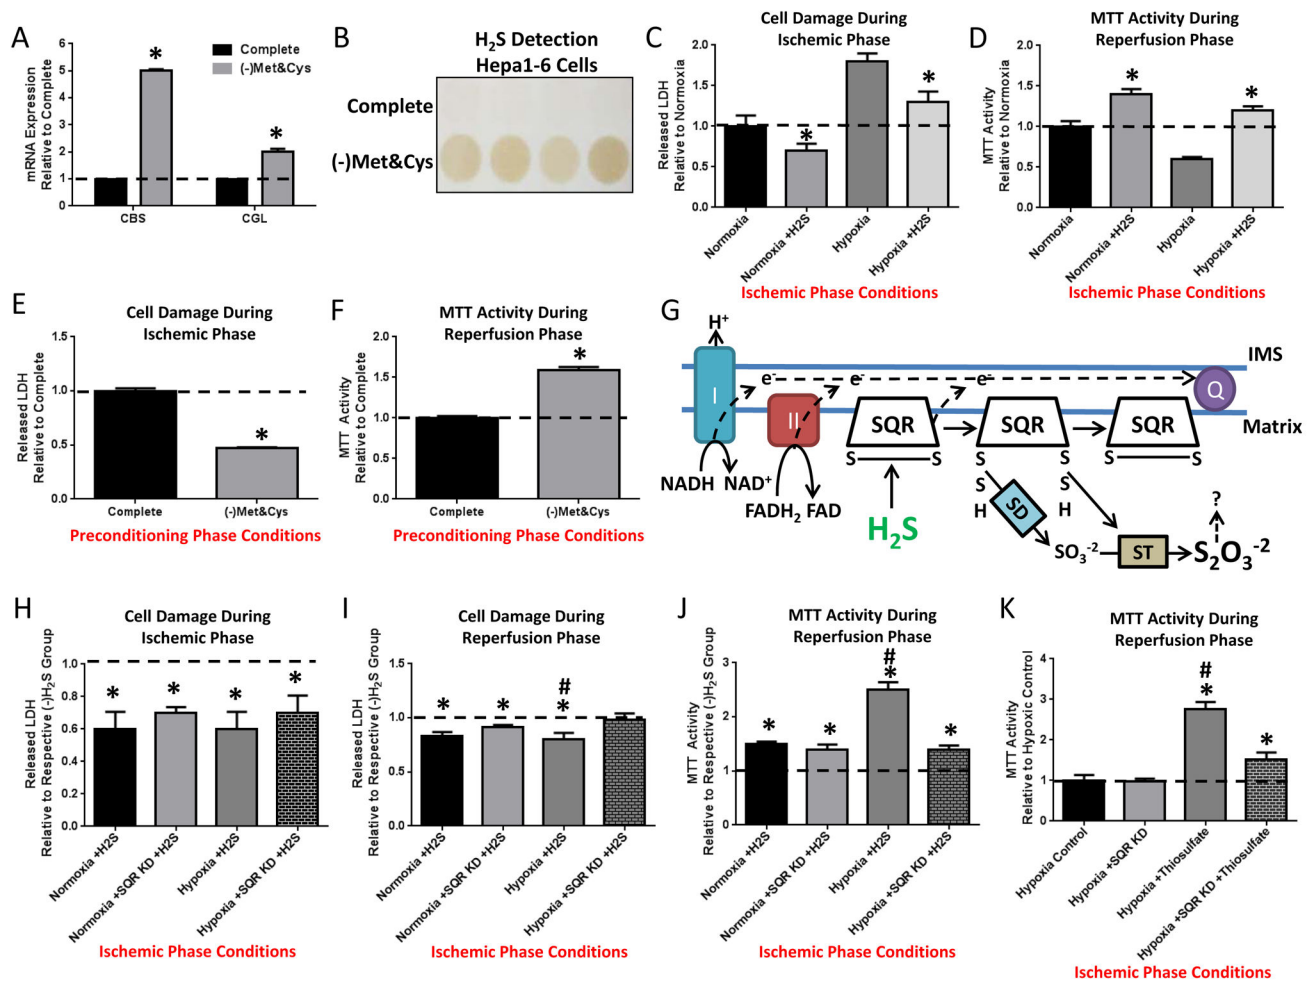 A
mRNA Expression
Relative to Complete
6
5
4
3
2
1
0
Complete
(-)Met&Cys
*
*
CBS
CGL
B
H2S Detection
Hepa1-6 Cells
Complete
(-)Met&Cys
C
Cell Damage During
Ischemic Phase
Released LDH
Relative to Normoxia
2.0
1.5
1.0
0.5
0.0
*
*
Normoxia
Normoxia +H2S
Hypoxia
Hypoxia +H2S
Ischemic Phase Conditions
D
MTT Activity During
Reperfusion Phase
MTT Activity
Relative to Normoxia
2.0
1.5
1.0
0.5
0.0
*
*
Normoxia
Normoxia +H2S
Hypoxia
Hypoxia +H2S
Ischemic Phase Conditions
E
Cell Damage During
Ischemic Phase
Released LDH
Relative to Complete
1.5
1.0
0.5
0.0
*
Complete
(-)Met&Cys
Preconditioning Phase Conditions
F
MTT Activity During
Reperfusion Phase
MTT Activity
Relative to Complete
2.0
1.5
1.0
0.5
0.0
*
Complete
(-)Met&Cys
Preconditioning Phase Conditions
G
H+
IMS
e-
e-
e-
Q
I
II
SQR
SQR
SQR
Matrix
S
S
S
S
S
S
NADH
NAD+
FADH2
FAD
H2S
S
H
S
H
SD
SO3-2
ST
S2O3-2
?
H
Cell Damage During
Ischemic Phase
Released LDH
Relative to Respective (-)H2S Group
1.0
0.8
0.6
0.4
0.2
0.0
*
*
*
*
Normoxia +H2S
Normoxia +SQR KD +H2S
Hypoxia +H2S
Hypoxia +SQR KD +H2S
Ischemic Phase Conditions
I
Cell Damage During
Reperfusion Phase
Released LDH
Relative to Respective (-)H2S Group
1.5
1.0
0.5
0.0
*
*
#
*
Normoxia +H2S
Normoxia +SQR KD +H2S
Hypoxia +H2S
Hypoxia +SQR KD +H2S
Ischemic Phase Conditions
J
MTT Activity During
Reperfusion Phase
MTT Activity
Relative to Respective (-)H2S Group
3
2
1
0
*
*
#
*
*
Normoxia +H2S
Normoxia +SQR KD +H2S
Hypoxia +H2S
Hypoxia +SQR KD +H2S
Ischemic Phase Conditions
K
MTT Activity During
Reperfusion Phase
MTT Activity
Relative to Hypoxic Control
4
3
2
1
0
#
*
*
Hypoxia Control
Hypoxia +SQR KD
Hypoxia +Thiosulfate
Hypoxia +SQR KD +Thiosulfate
Ischemic Phase Conditions